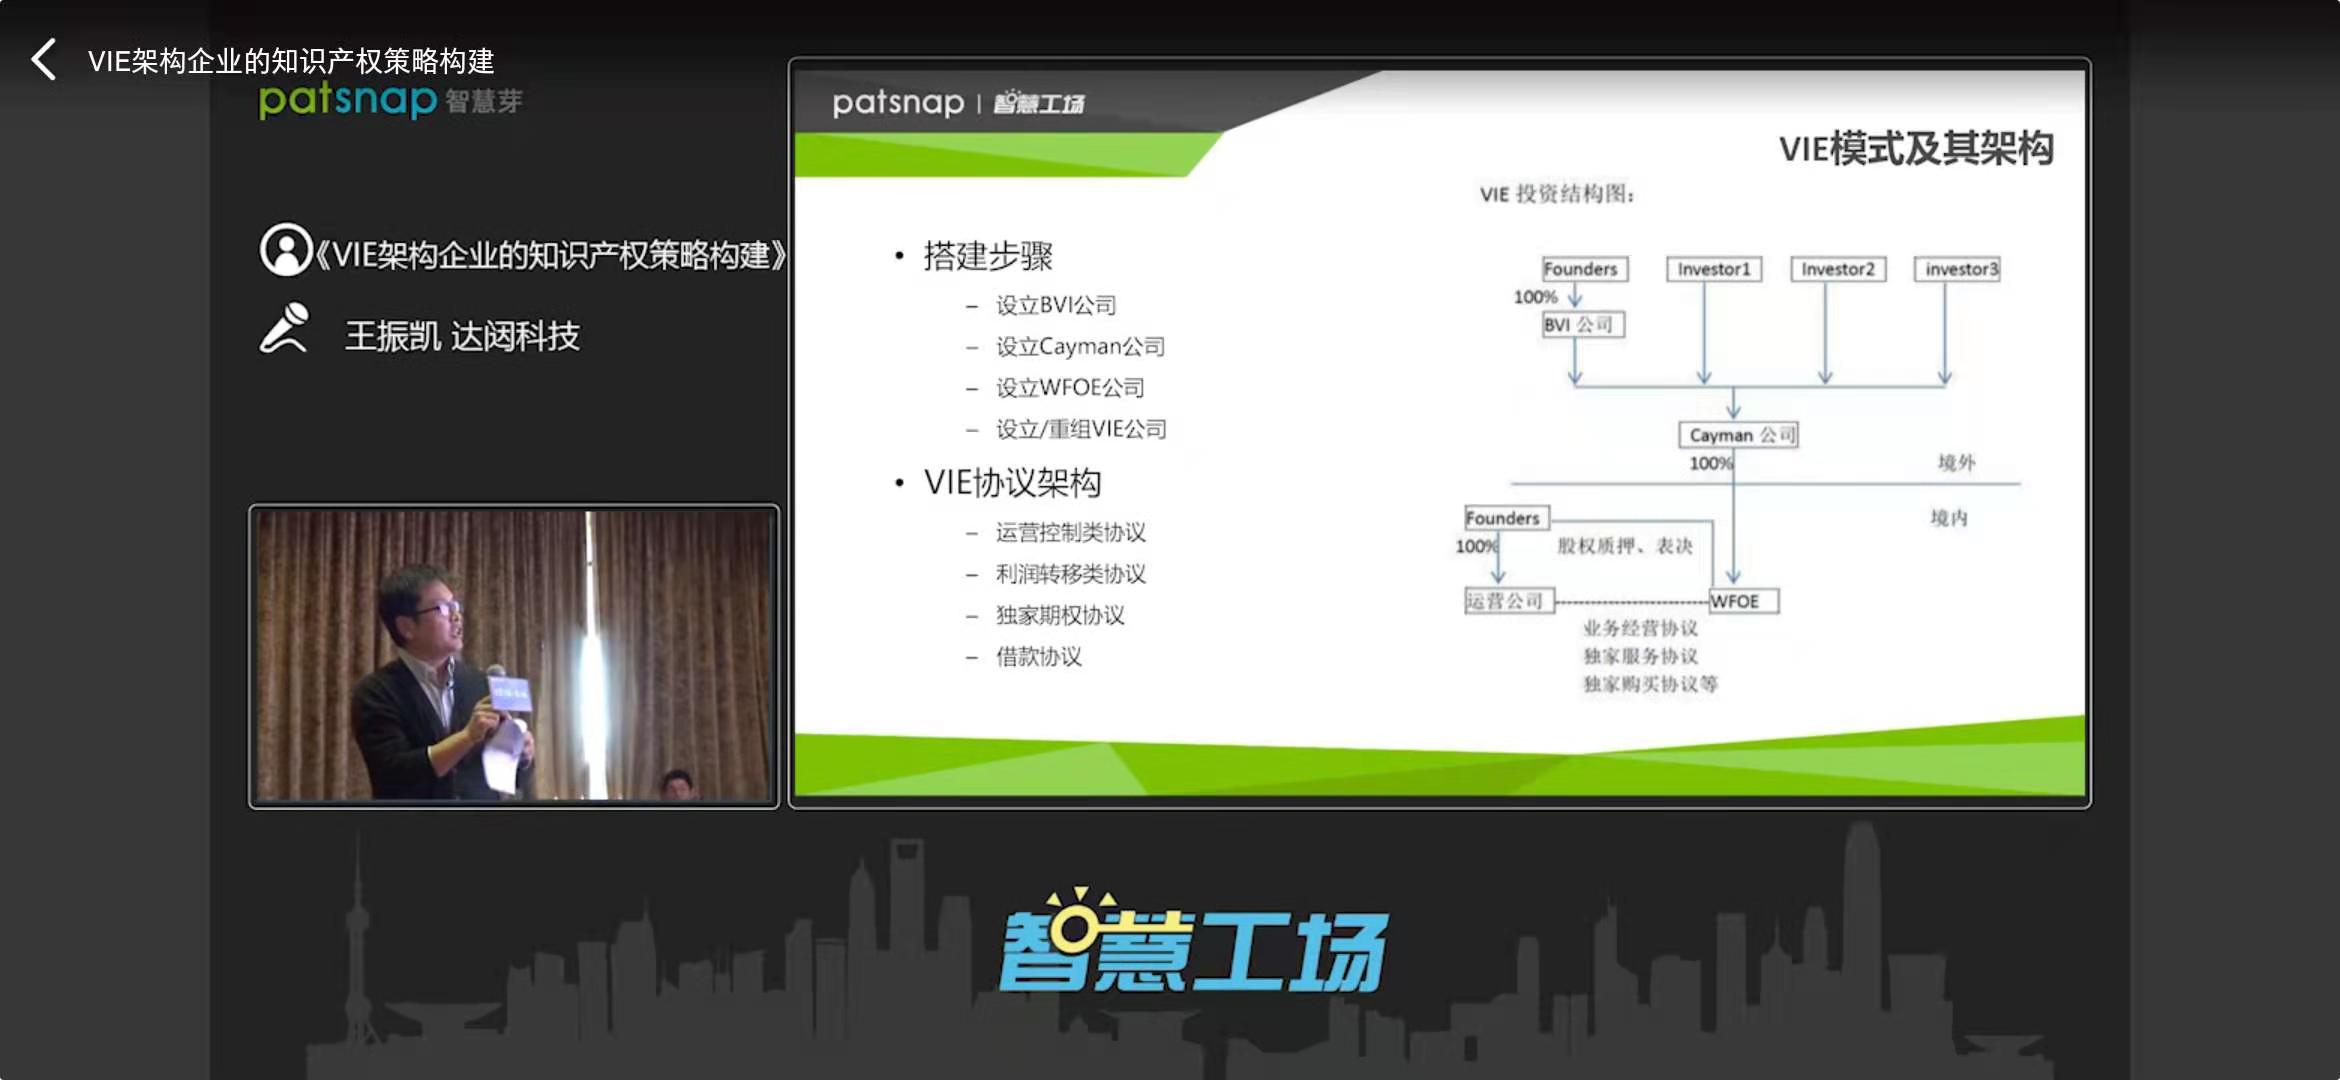 VIE架构企业的知识产权策略构建
patsnap 智慧芽
《VIE架构企业的知识产权策略构建》
王振凯 达闼科技
patsnap | 智慧工场
VIE模式及其架构
• 搭建步骤
– 设立BVI公司
– 设立Cayman公司
– 设立WFOE公司
– 设立/重组VIE公司
• VIE协议架构
– 运营控制类协议
– 利润转移类协议
– 独家期权协议
– 借款协议
VIE 投资结构图：
Founders
Investor1
Investor2
investor3
100%
BVI 公司
Cayman 公司
100%
境外
境内
Founders
100%
股权质押、表决
运营公司
WFOE
业务经营协议
独家服务协议
独家购买协议等
智慧工场